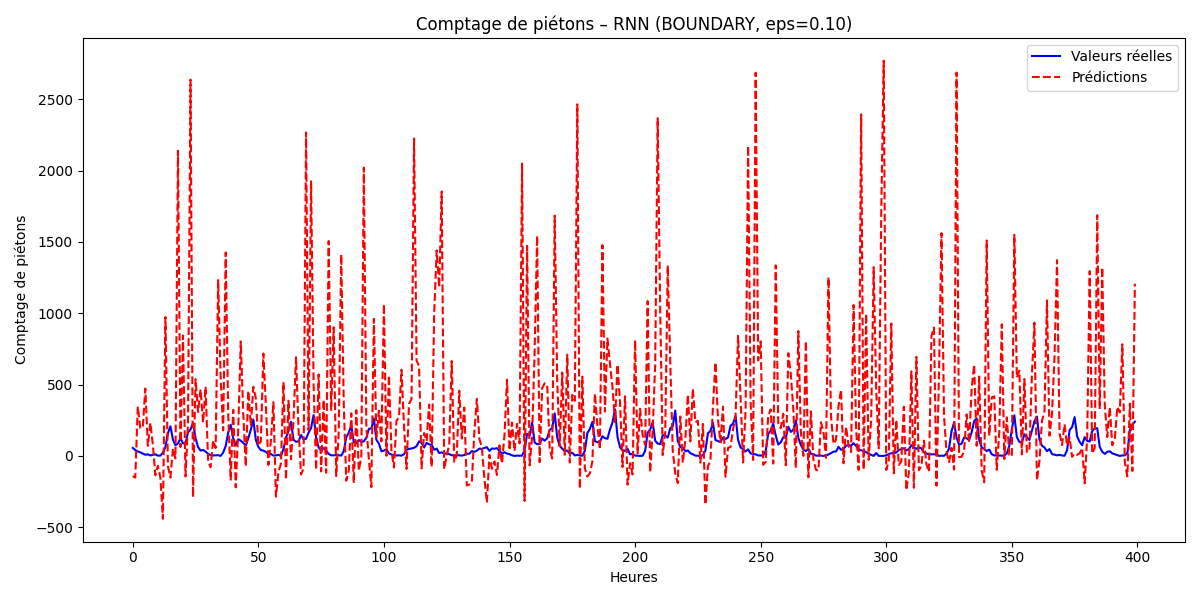 Comptage de piétons – RNN (BOUNDARY, eps=0.10)
Valeurs réelles
Prédictions
Comptage de piétons
2500
2000
1500
1000
500
0
−500
0 50 100 150 200 250 300 350 400
Heures